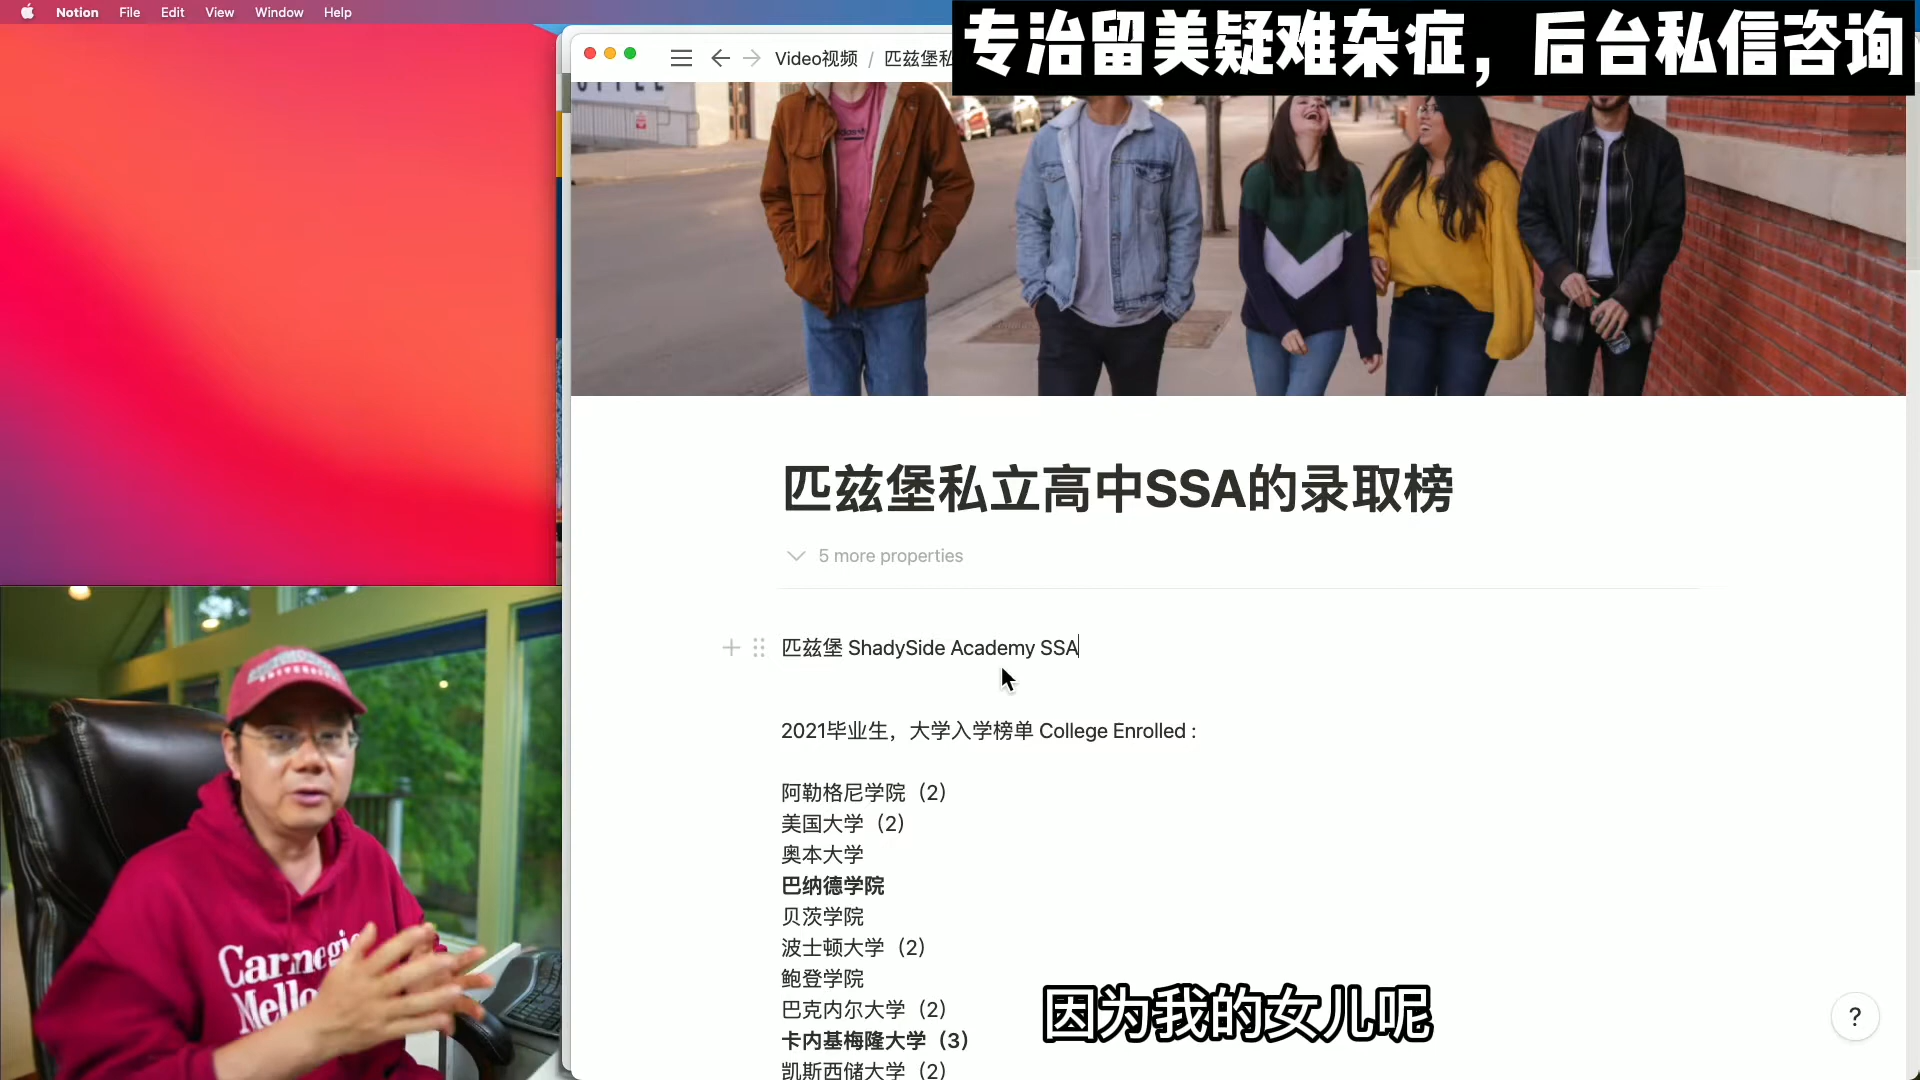 Notion File Edit View Window Help
专治留美疑难杂症，后台私信咨询
Video视频 / 匹兹堡私
匹兹堡私立高中SSA的录取榜
5 more properties
匹兹堡 ShadySide Academy SSA
2021毕业生，大学入学榜单 College Enrolled :
阿勒格尼学院（2）
美国大学（2）
奥本大学
巴纳德学院
贝茨学院
波士顿大学（2）
鲍登学院
巴克内尔大学（2）
卡内基梅隆大学（3）
凯斯西储大学（2）
Carnegie
Mello
因为我的女儿呢
?